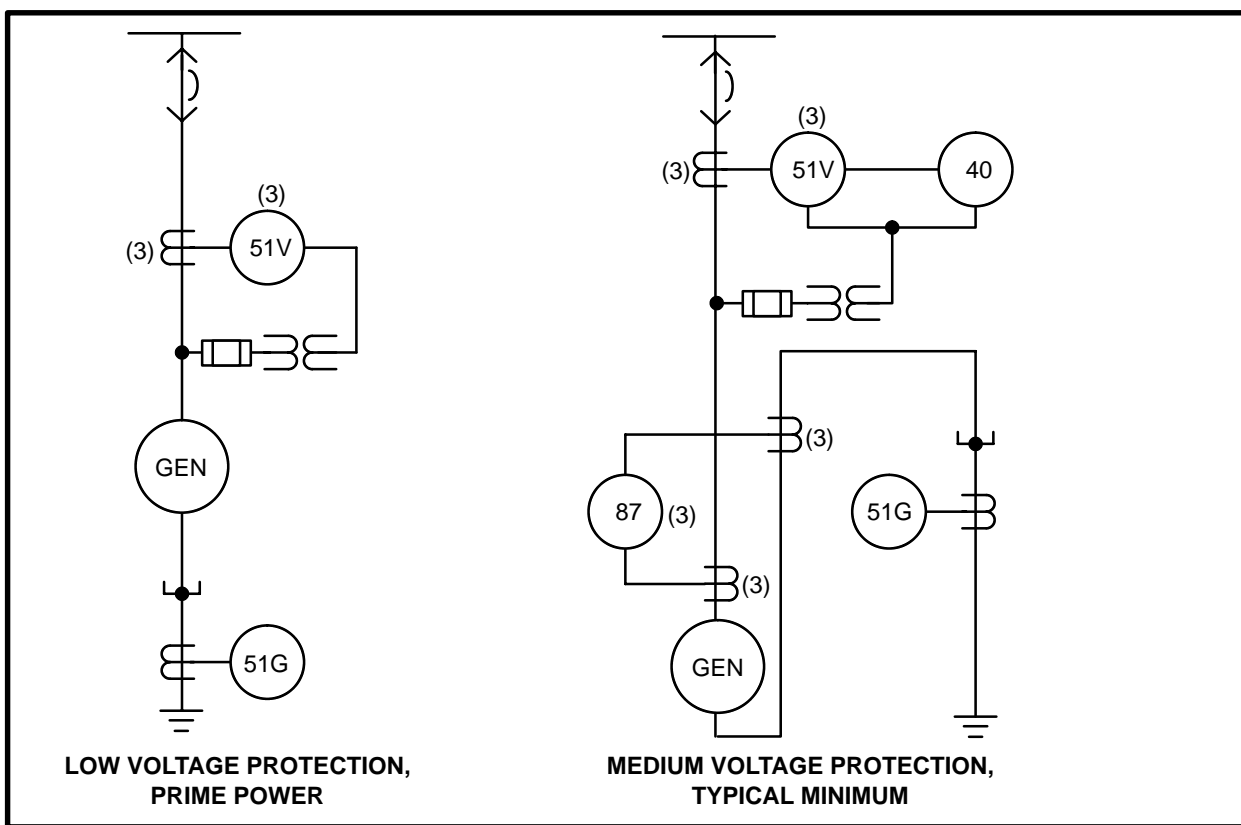 (3)
(3)
51V
GEN
51G
LOW VOLTAGE PROTECTION,
PRIME POWER
(3)
(3)
51V
40
(3)
87
(3)
51G
(3)
GEN
MEDIUM VOLTAGE PROTECTION,
TYPICAL MINIMUM